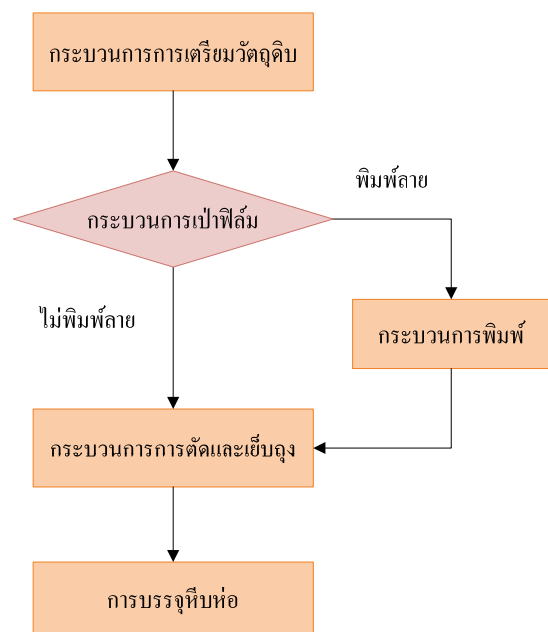 กระบวนการการเตรียมวัตถุดิบ
พิมพ์ลาย
กระบวนการเป่าฟิล์ม
ไม่พิมพ์ลาย
กระบวนการพิมพ์
กระบวนการการตัดและเย็บถุง
การบรรจุหีบห่อ